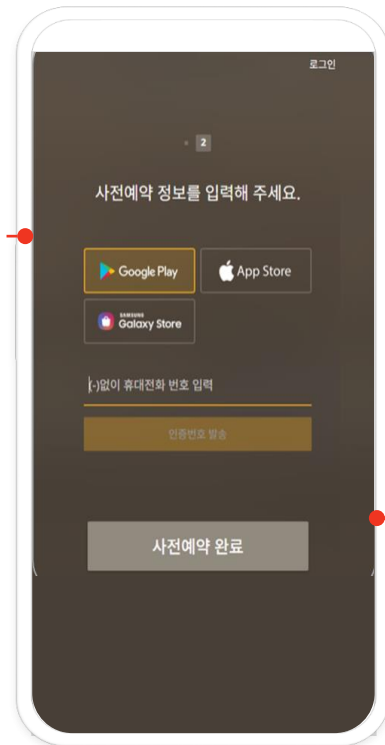 로그인
2
사전예약 정보를 입력해 주세요.
Google Play
App Store
SAMSUNG
Galaxy Store
(-)없이 휴대전화 번호 입력
인증번호 발송
사전예약 완료